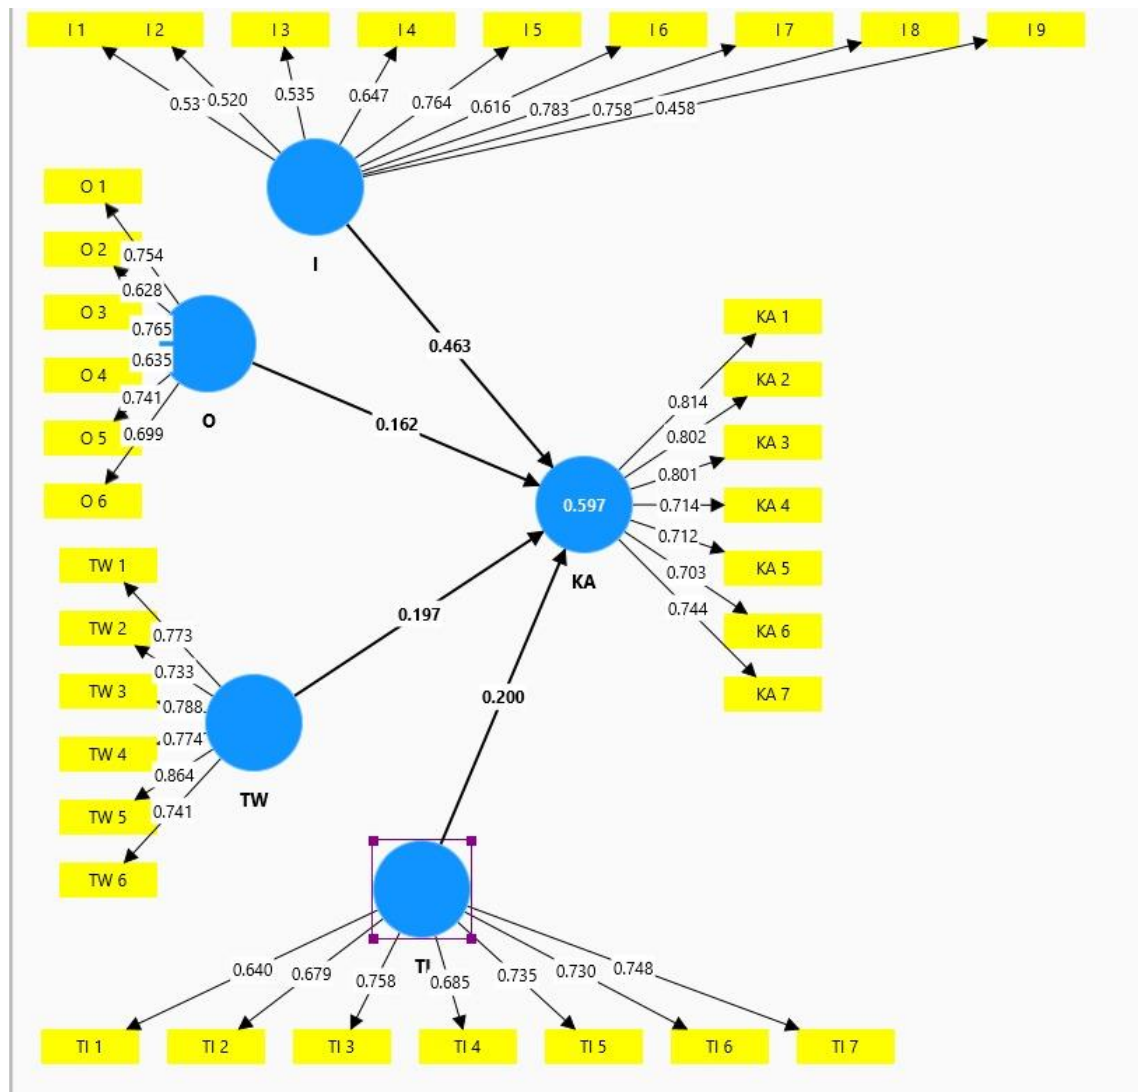 I 1 I 2 I 3 I 4 I 5 I 6 I 7 I 8 I 9
0.53 0.520 0.535 0.647 0.764 0.616 0.783 0.758 0.458
I
O 1
O 2
O 3
O 4
O 5
O 6
0.754
0.628
0.765
0.635
0.741
0.699
O
0.463
0.162
0.197
0.200
0.597
KA
KA 1
KA 2
KA 3
KA 4
KA 5
KA 6
KA 7
0.814
0.802
0.801
0.714
0.712
0.703
0.744
TW 1
TW 2
TW 3
TW 4
TW 5
TW 6
0.773
0.733
0.788
0.774
0.864
0.741
TW
TI
0.640 0.679 0.758 0.685 0.735 0.730 0.748
TI 1 TI 2 TI 3 TI 4 TI 5 TI 6 TI 7